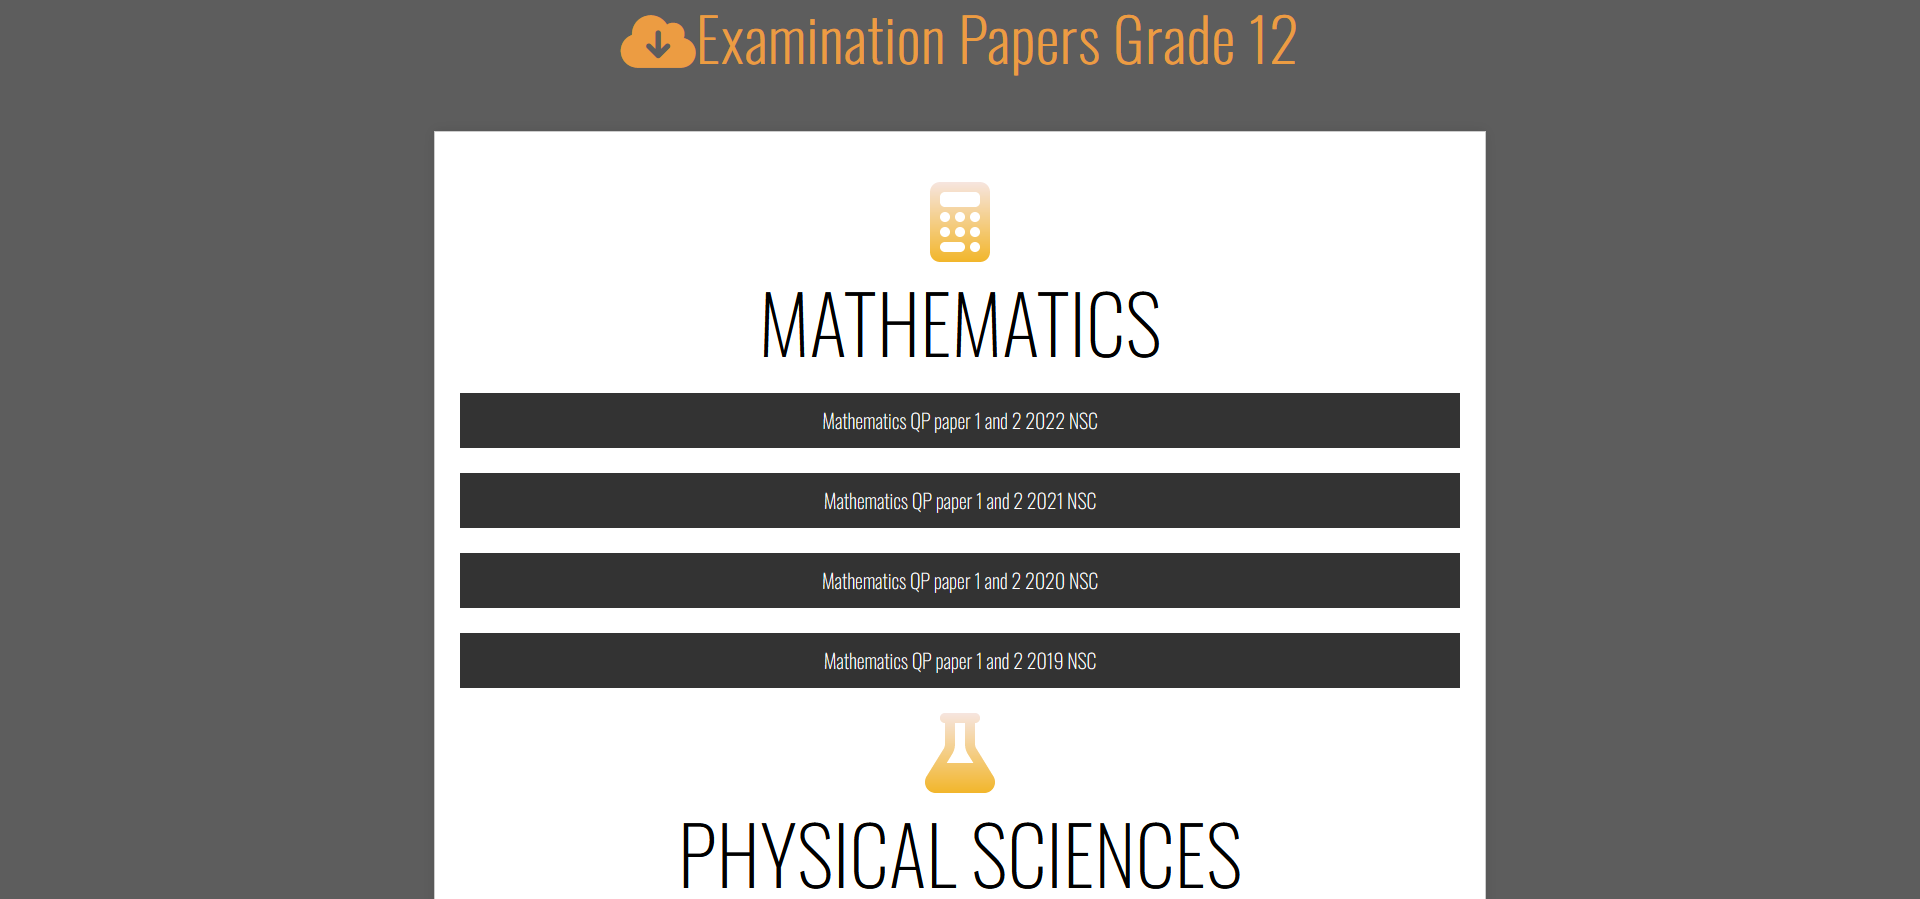 Examination Papers Grade 12
MATHEMATICS
Mathematics QP paper 1 and 2 2022 NSC
Mathematics QP paper 1 and 2 2021 NSC
Mathematics QP paper 1 and 2 2020 NSC
Mathematics QP paper 1 and 2 2019 NSC
PHYSICAL SCIENCES